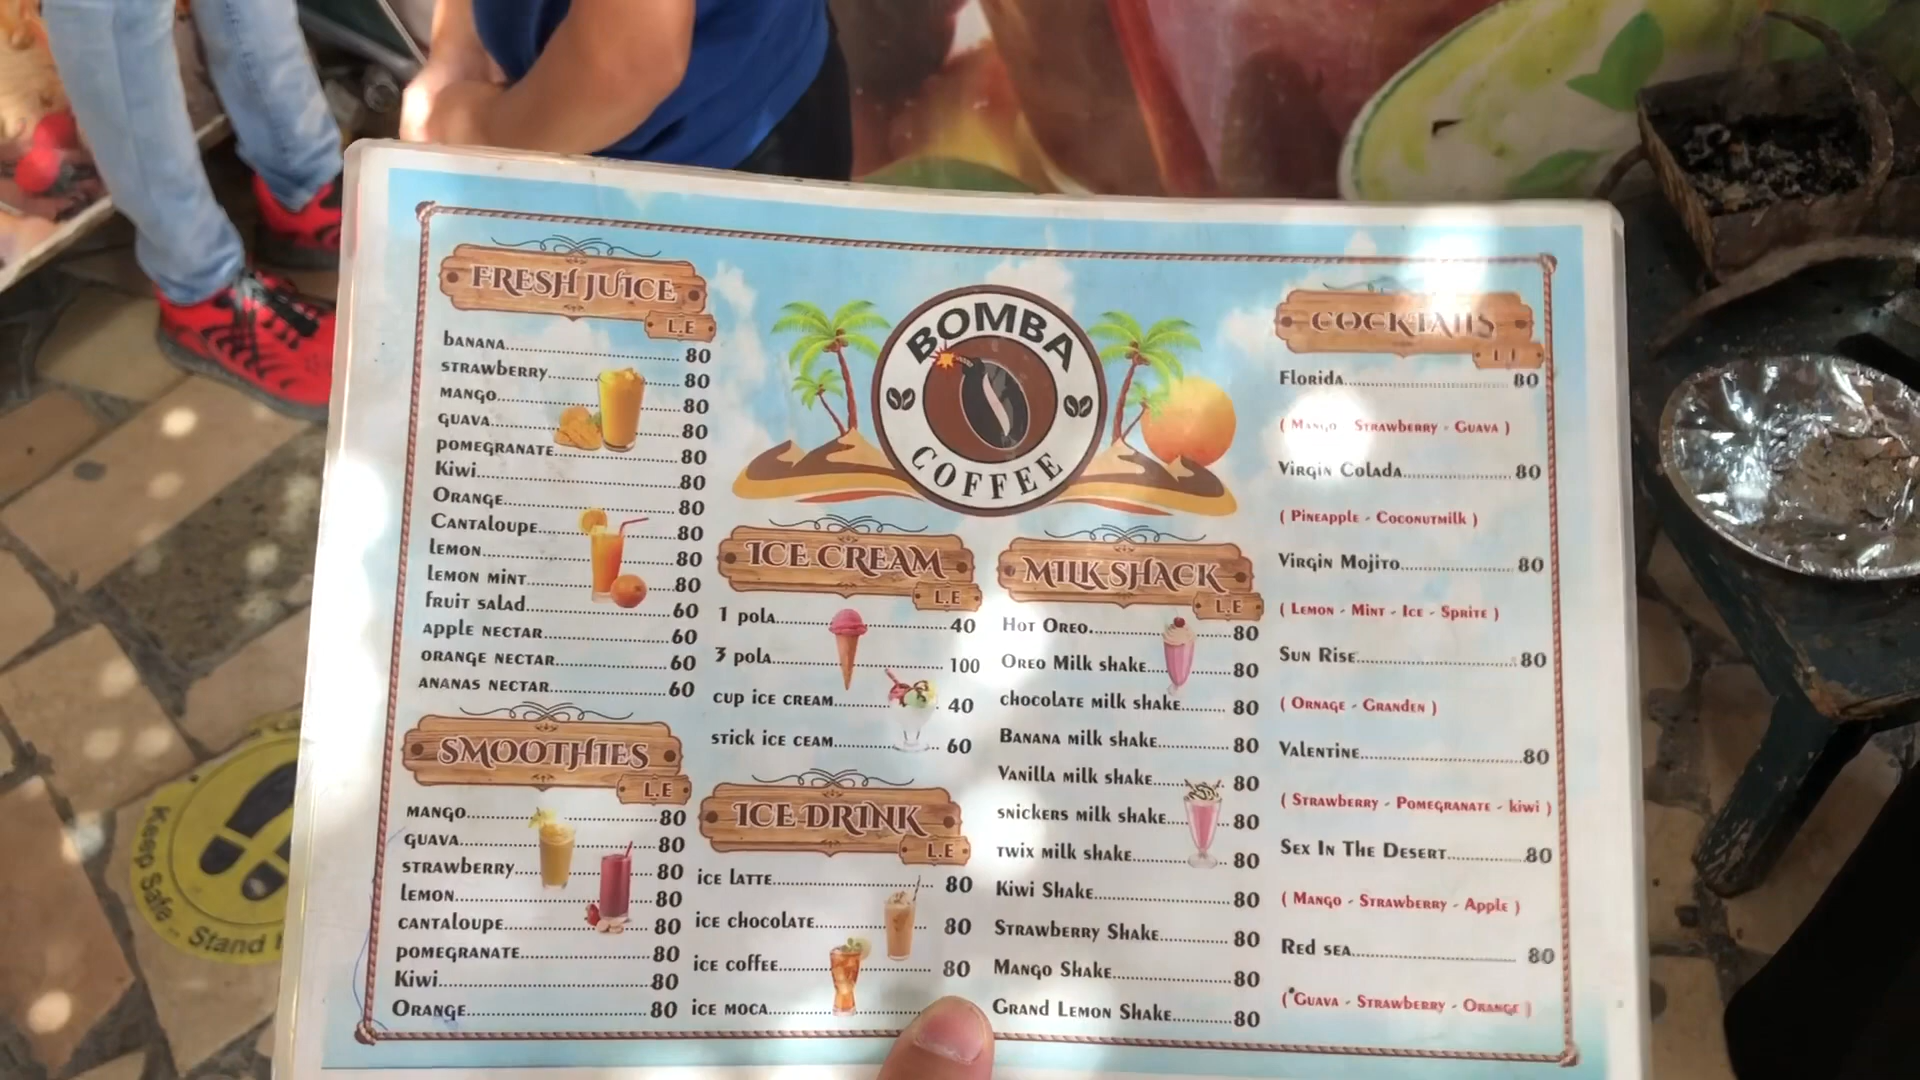 FRESH JUICE
L.E
BANANA 80
STRAWBERRY 80
MANGO 80
GUAVA 80
POMEGRANATE 80
Kiwi 80
ORANGE 80
CANTALOUPE 80
LEMON 80
LEMON MINT 80
FRUIT SALAD 60
APPLE NECTAR 60
ORANGE NECTAR 60
ANANAS NECTAR 60
SMOOTHIES
L.E
MANGO 80
GUAVA 80
STRAWBERRY 80
LEMON 80
CANTALOUPE 80
POMEGRANATE 80
Kiwi 80
ORANGE 80
BOMBA
COFFEE
ICE CREAM
L.E
1 pola 40
3 pola 100
CUP ICE CREAM 40
STICK ICE CEAM 60
ICE DRINK
L.E
ICE LATTE 80
ICE CHOCOLATE 80
ICE COFFEE 80
ICE MOCA
MILK SHACK
L.E
HOT OREO 80
OREO MILK SHAKE 80
CHOCOLATE MILK SHAKE 80
BANANA MILK SHAKE 80
VANILLA MILK SHAKE 80
SNICKERS MILK SHAKE 80
TWIX MILK SHAKE 80
KIWI SHAKE 80
STRAWBERRY SHAKE 80
MANGO SHAKE 80
GRAND LEMON SHAKE 80
COCKTAILS
FLORIDA 80
( MANGO - STRAWBERRY - GUAVA )
VIRGIN COLADA 80
( PINEAPPLE - COCONUTMILK )
VIRGIN MOJITO 80
( LEMON - MINT - ICE - SPRITE )
SUN RISE 80
( ORNAGE - GRANDEN )
VALENTINE 80
( STRAWBERRY - POMEGRANATE - kiwi )
SEX IN THE DESERT 80
( MANGO - STRAWBERRY - APPLE )
RED SEA 80
( GUAVA - STRAWBERRY - ORANGE )
Keep Safe
Stand